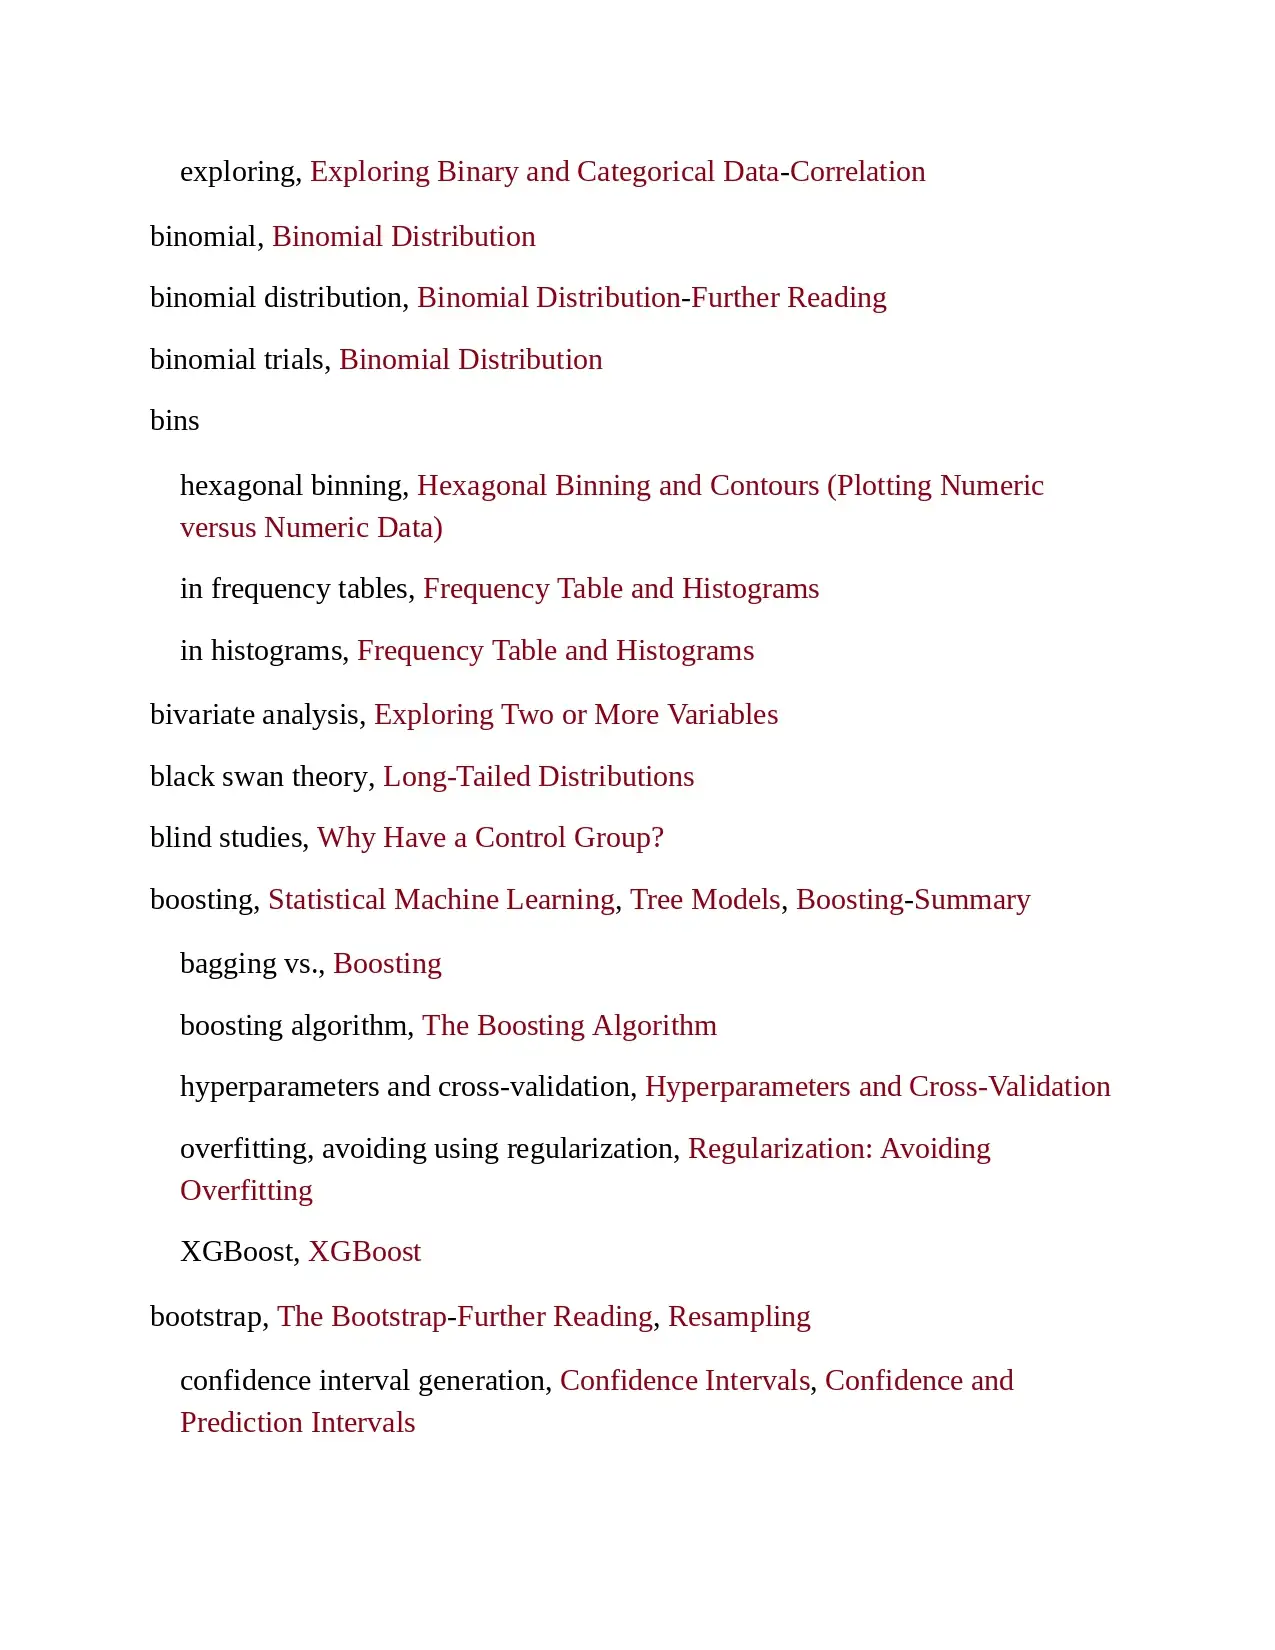 exploring, Exploring Binary and Categorical Data-Correlation
binomial, Binomial Distribution
binomial distribution, Binomial Distribution-Further Reading
binomial trials, Binomial Distribution
bins
hexagonal binning, Hexagonal Binning and Contours (Plotting Numeric
versus Numeric Data)
in frequency tables, Frequency Table and Histograms
in histograms, Frequency Table and Histograms
bivariate analysis, Exploring Two or More Variables
black swan theory, Long-Tailed Distributions
blind studies, Why Have a Control Group?
boosting, Statistical Machine Learning, Tree Models, Boosting-Summary
bagging vs., Boosting
boosting algorithm, The Boosting Algorithm
hyperparameters and cross-validation, Hyperparameters and Cross-Validation
overfitting, avoiding using regularization, Regularization: Avoiding
Overfitting
XGBoost, XGBoost
bootstrap, The Bootstrap-Further Reading, Resampling
confidence interval generation, Confidence Intervals, Confidence and
Prediction Intervals